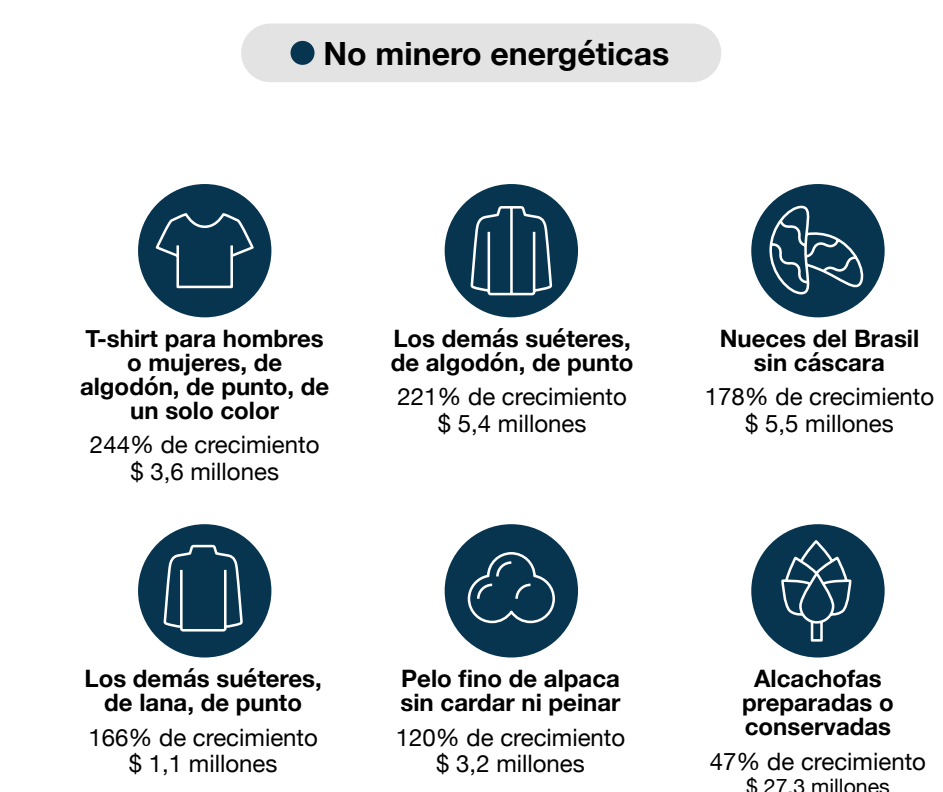 No minero energéticas
T-shirt para hombres
o mujeres, de
algodón, de punto, de
un solo color
244% de crecimiento
$ 3,6 millones
Los demás suéteres,
de algodón, de punto
221% de crecimiento
$ 5,4 millones
Nueces del Brasil
sin cáscara
178% de crecimiento
$ 5,5 millones
Los demás suéteres,
de lana, de punto
166% de crecimiento
$ 1,1 millones
Pelo fino de alpaca
sin cardar ni peinar
120% de crecimiento
$ 3,2 millones
Alcachofas
preparadas o
conservadas
47% de crecimiento
$ 27,3 millones